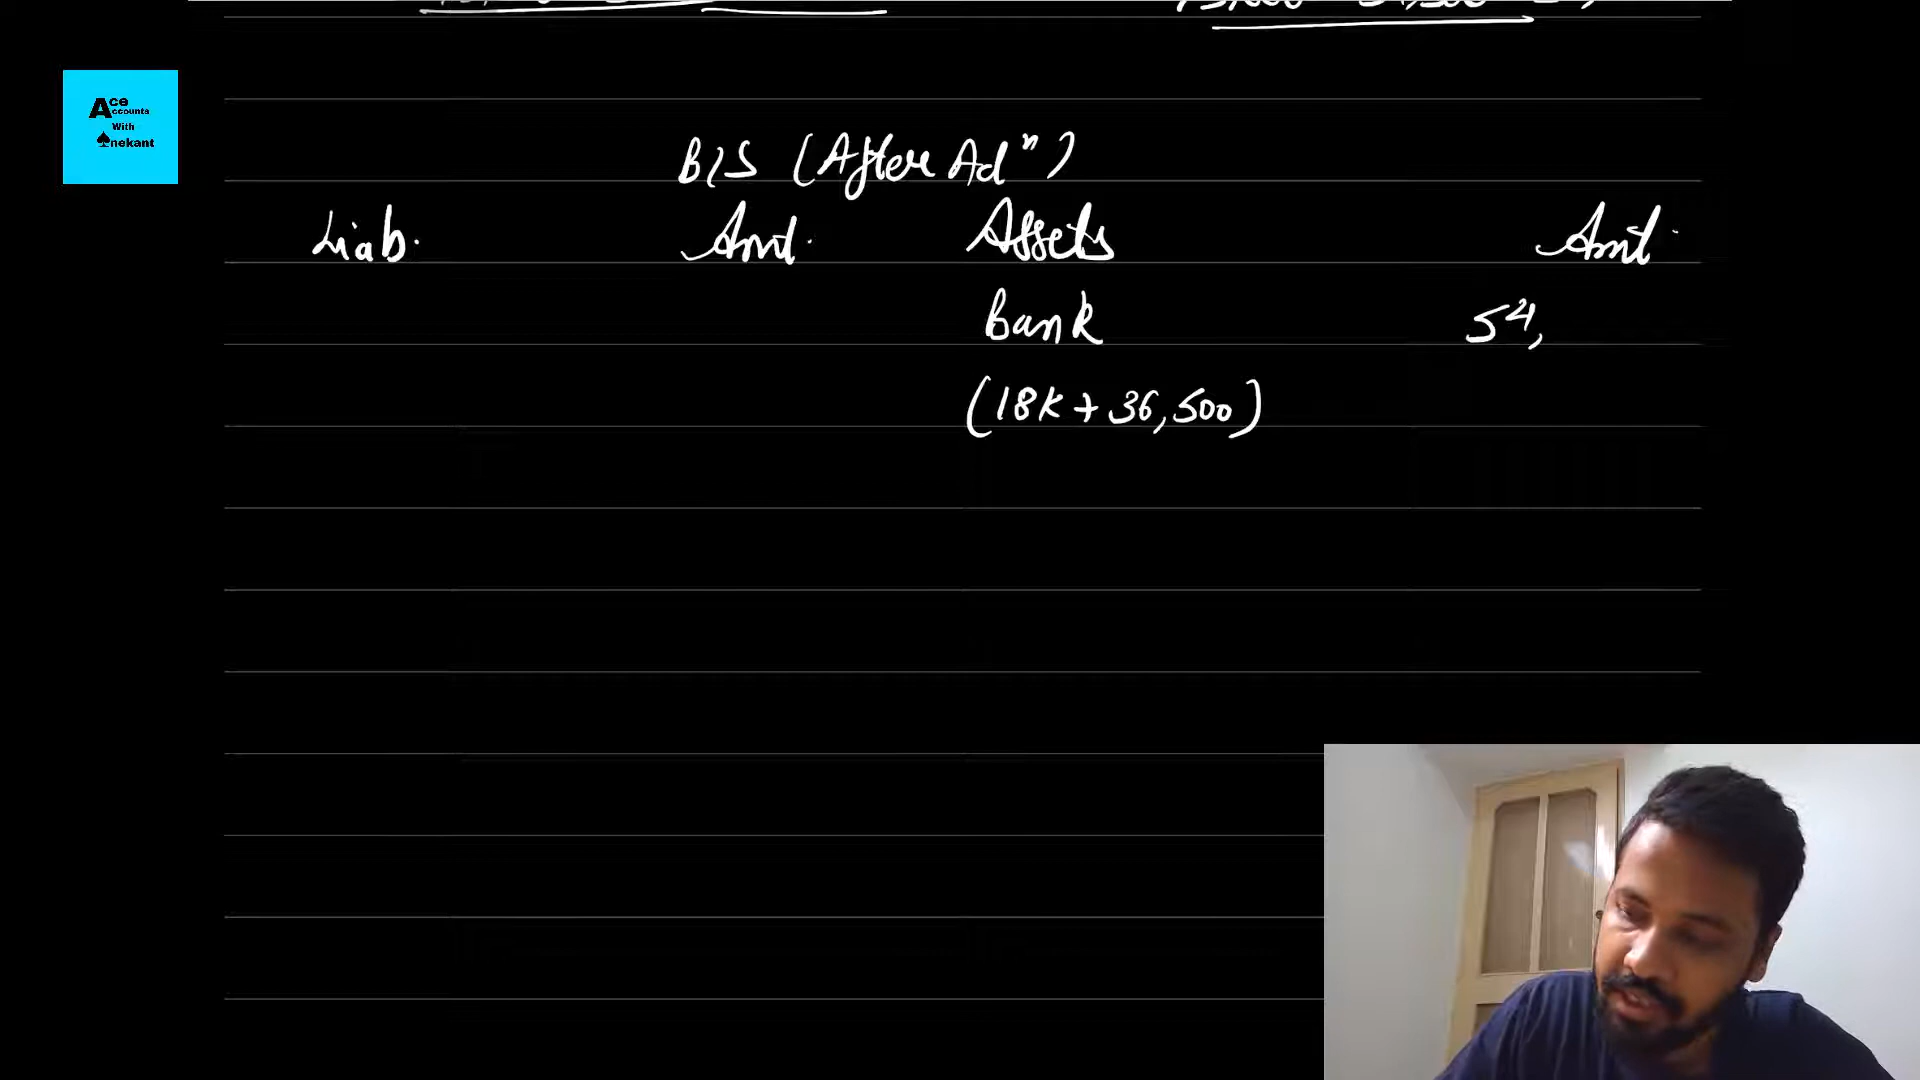 Ace
Accounts
With
Anekant
B/S (After Adⁿ)
Liab. Amt. Assets Amt.
Bank 54,
(18K + 36,500)